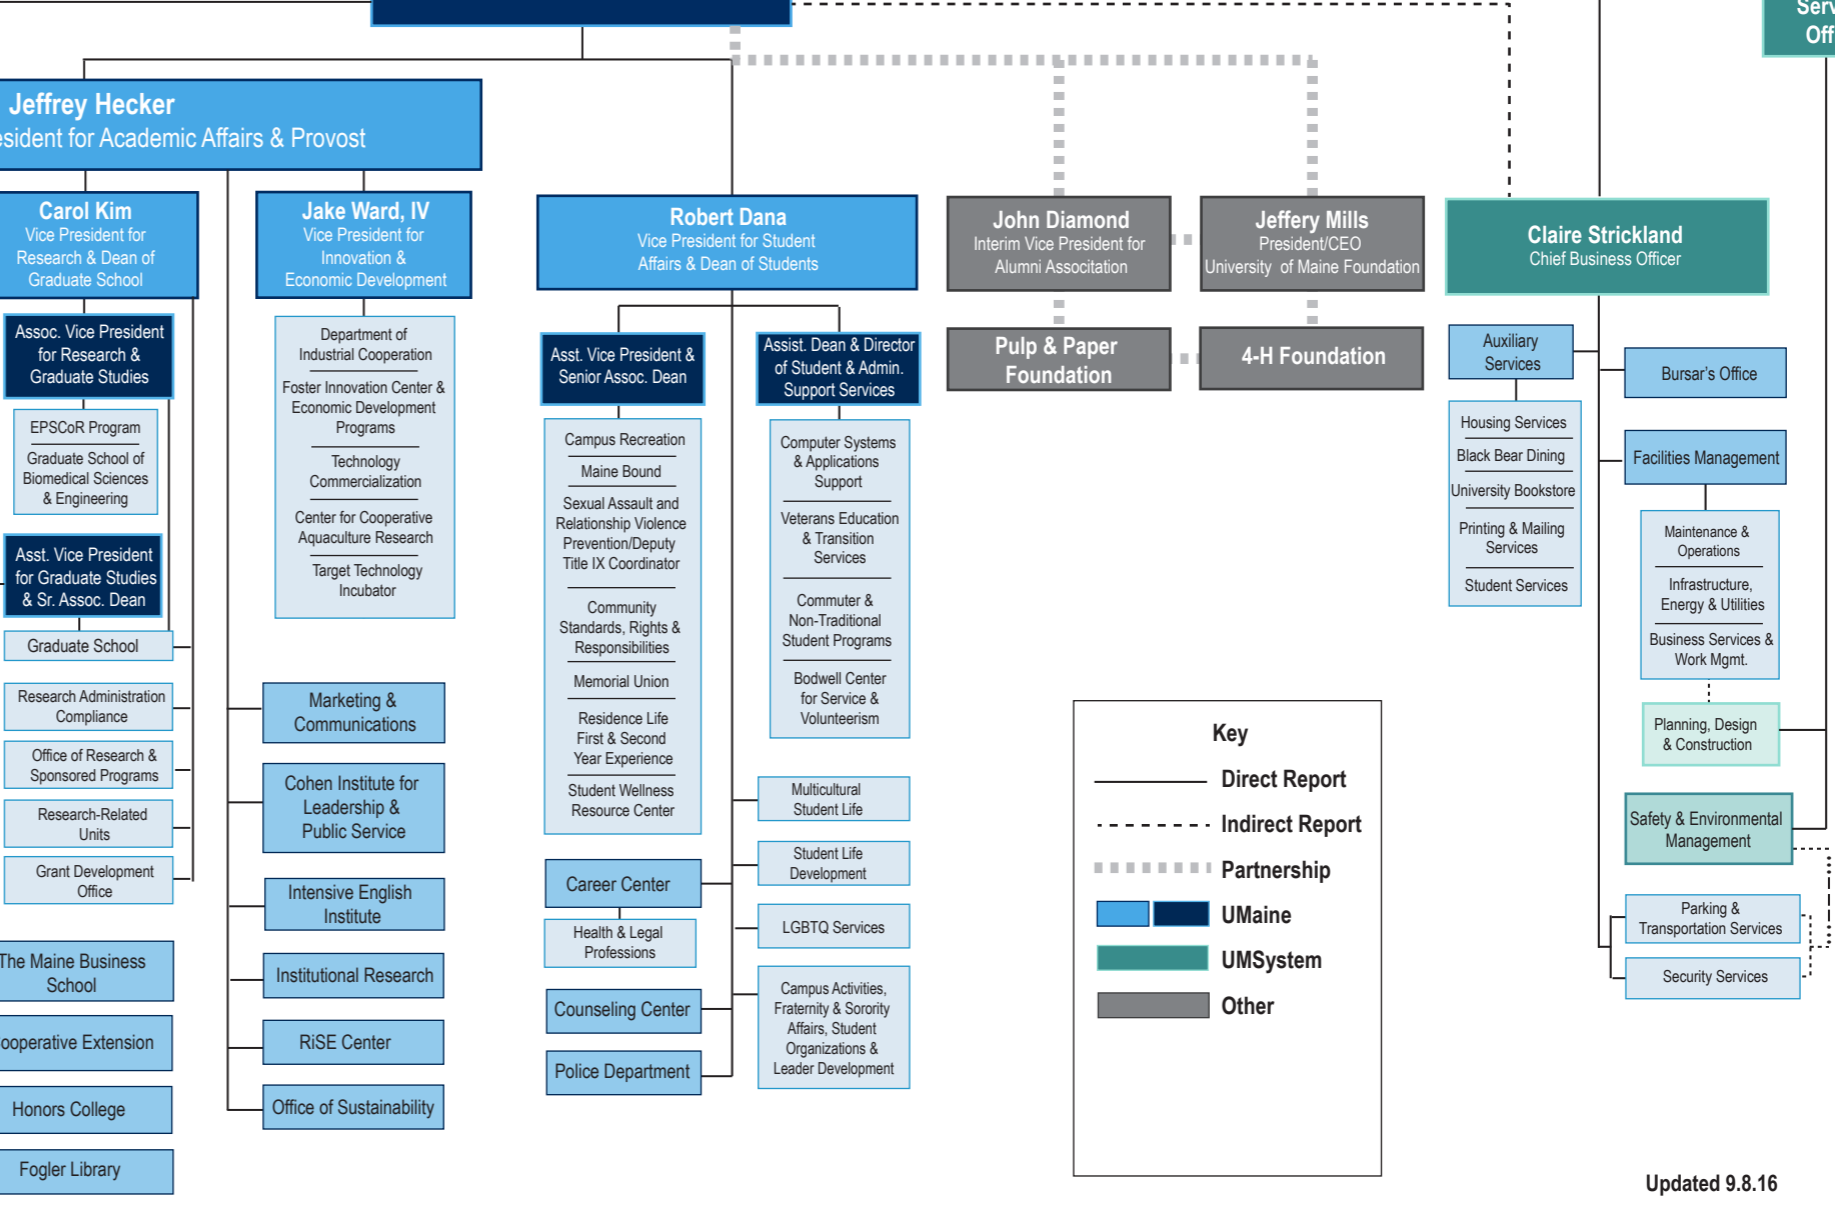 Serv
Off
Jeffrey Hecker
esident for Academic Affairs & Provost
Carol Kim
Vice President for
Research & Dean of
Graduate School
Jake Ward, IV
Vice President for
Innovation &
Economic Development
Robert Dana
Vice President for Student
Affairs & Dean of Students
John Diamond
Interim Vice President for
Alumni Associtation
Jeffery Mills
President/CEO
University of Maine Foundation
Claire Strickland
Chief Business Officer
Assoc. Vice President
for Research &
Graduate Studies
EPSCoR Program
Graduate School of
Biomedical Sciences
& Engineering
Asst. Vice President
for Graduate Studies
& Sr. Assoc. Dean
Graduate School
Research Administration
Compliance
Office of Research &
Sponsored Programs
Research-Related
Units
Grant Development
Office
The Maine Business
School
ooperative Extension
Honors College
Fogler Library
Department of
Industrial Cooperation
Foster Innovation Center &
Economic Development
Programs
Technology
Commercialization
Center for Cooperative
Aquaculture Research
Target Technology
Incubator
Marketing &
Communications
Cohen Institute for
Leadership &
Public Service
Intensive English
Institute
Institutional Research
RiSE Center
Office of Sustainability
Asst. Vice President &
Senior Assoc. Dean
Campus Recreation
Maine Bound
Sexual Assault and
Relationship Violence
Prevention/Deputy
Title IX Coordinator
Community
Standards, Rights &
Responsibilities
Memorial Union
Residence Life
First & Second
Year Experience
Student Wellness
Resource Center
Career Center
Health & Legal
Professions
Counseling Center
Police Department
Assist. Dean & Director
of Student & Admin.
Support Services
Computer Systems
& Applications
Support
Veterans Education
& Transition
Services
Commuter &
Non-Traditional
Student Programs
Bodwell Center
for Service &
Volunteerism
Multicultural
Student Life
Student Life
Development
LGBTQ Services
Campus Activities,
Fraternity & Sorority
Affairs, Student
Organizations &
Leader Development
Pulp & Paper
Foundation
4-H Foundation
Key
Direct Report
Indirect Report
Partnership
UMaine
UMSystem
Other
Auxiliary
Services
Housing Services
Black Bear Dining
University Bookstore
Printing & Mailing
Services
Student Services
Bursar's Office
Facilities Management
Maintenance &
Operations
Infrastructure,
Energy & Utilities
Business Services &
Work Mgmt.
Planning, Design
& Construction
Safety & Environmental
Management
Parking &
Transportation Services
Security Services
Updated 9.8.16